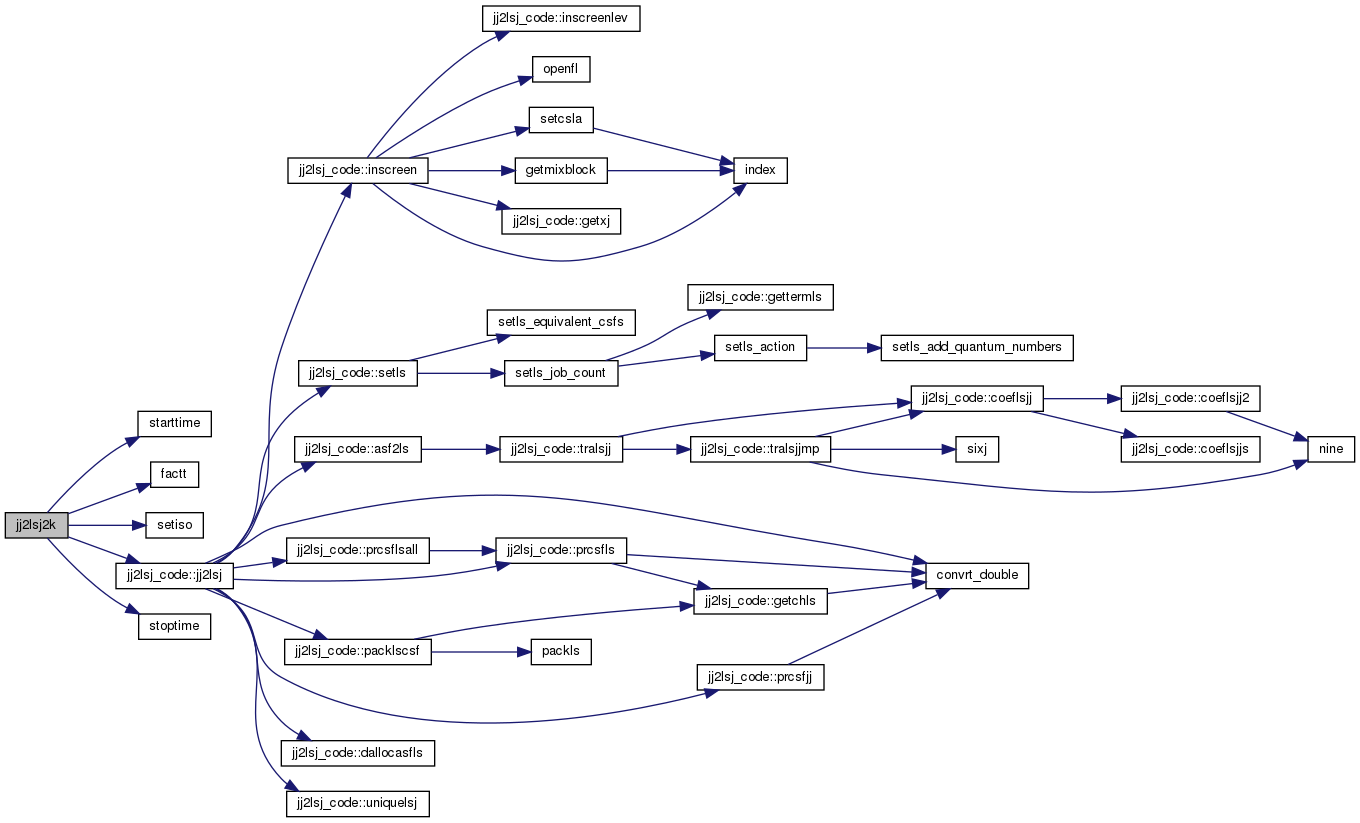 jj2lsj_code::inscreenlev
openfl
setcsla
jj2lsj_code::inscreen
getmixblock
index
jj2lsj_code::getxj
jj2lsj_code::gettermls
setls_equivalent_csfs
setls_action
setls_add_quantum_numbers
jj2lsj_code::setls
setls_job_count
jj2lsj_code::coeflsjj
jj2lsj_code::coeflsjj2
starttime
jj2lsj_code::asf2ls
jj2lsj_code::tralsjj
jj2lsj_code::tralsjjmp
sixj
jj2lsj_code::coeflsjjs
nine
factt
jj2lsj2k
setiso
jj2lsj_code::prcsflsall
jj2lsj_code::prcsfls
jj2lsj_code::jj2lsj
convrt_double
jj2lsj_code::getchls
stoptime
jj2lsj_code::packlscsf
packls
jj2lsj_code::prcsfjj
jj2lsj_code::dallocasfls
jj2lsj_code::uniquelsj